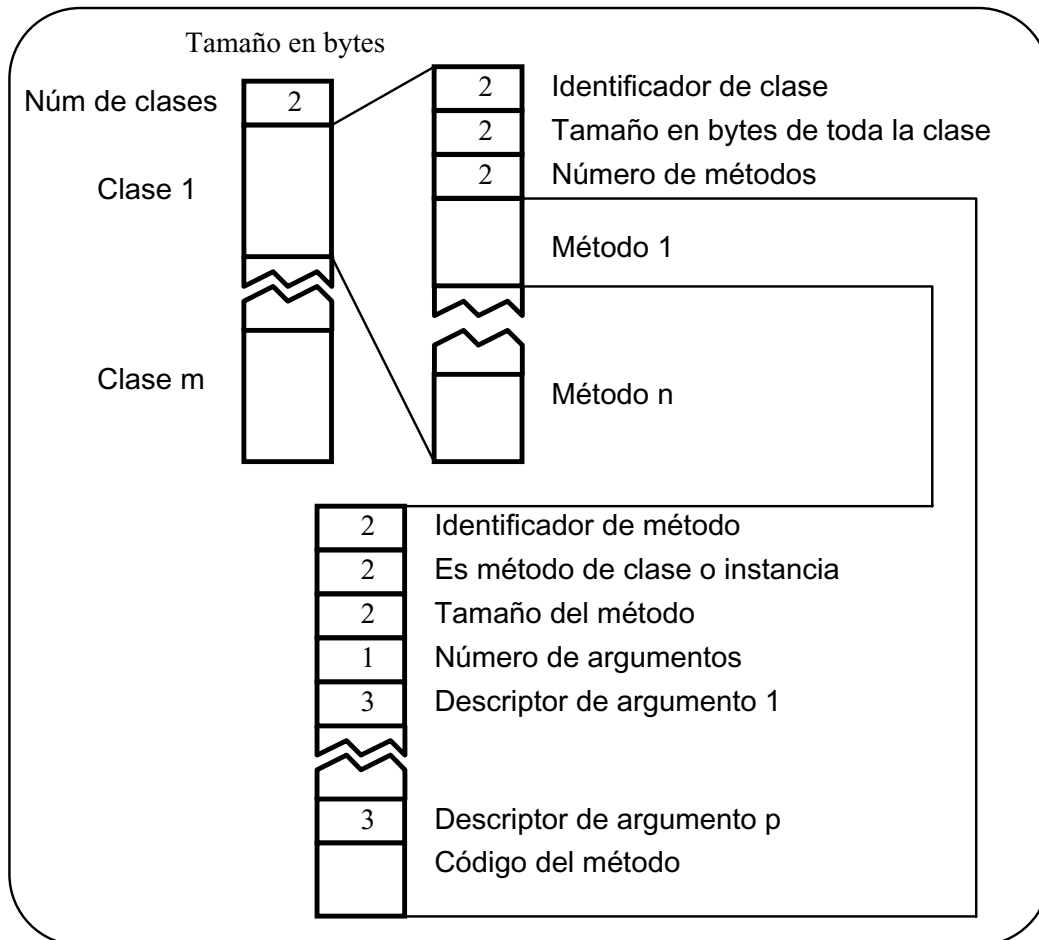 Tamaño en bytes
Núm de clases
2
Clase 1
Clase m
2
Identificador de clase
2
Tamaño en bytes de toda la clase
2
Número de métodos
Método 1
Método n
2
Identificador de método
2
Es método de clase o instancia
2
Tamaño del método
1
Número de argumentos
3
Descriptor de argumento 1
3
Descriptor de argumento p
Código del método